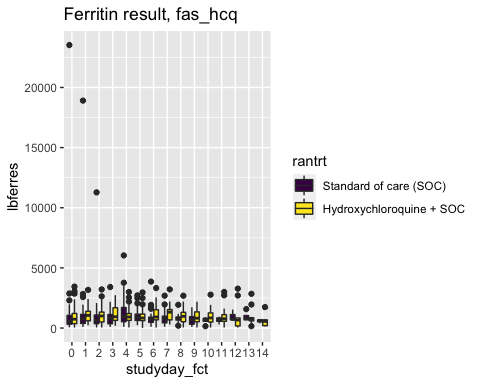 Ferritin result, fas_hcq
lbferres
20000
15000
10000
5000
0
0 1 2 3 4 5 6 7 8 9 10 11 12 13 14
studyday_fct
rantrt
Standard of care (SOC)
Hydroxychloroquine + SOC